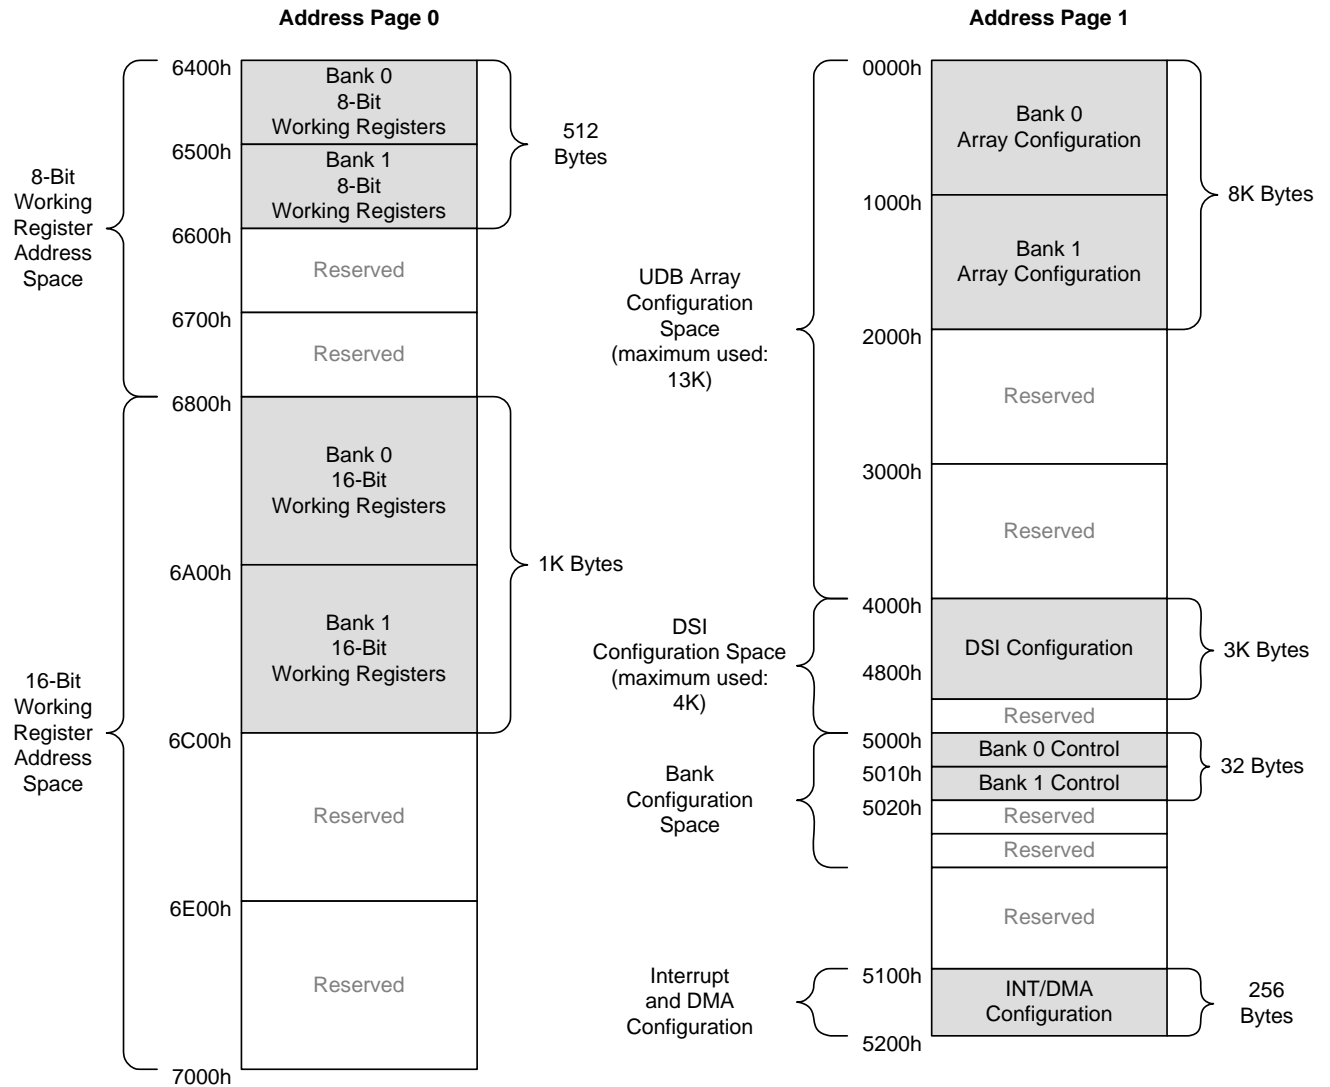 Address Page 0
8-Bit
Working
Register
Address
Space
16-Bit
Working
Register
Address
Space
6400h
6500h
6600h
6700h
6800h
6A00h
6C00h
6E00h
7000h
Bank 0
8-Bit
Working Registers
Bank 1
8-Bit
Working Registers
Reserved
Reserved
Bank 0
16-Bit
Working Registers
Bank 1
16-Bit
Working Registers
Reserved
Reserved
512
Bytes
1K Bytes
Address Page 1
UDB Array
Configuration
Space
(maximum used:
13K)
DSI
Configuration Space
(maximum used:
4K)
Bank
Configuration
Space
Interrupt
and DMA
Configuration
0000h
1000h
2000h
3000h
4000h
4800h
5000h
5010h
5020h
5100h
5200h
Bank 0
Array Configuration
Bank 1
Array Configuration
Reserved
Reserved
DSI Configuration
Reserved
Bank 0 Control
Bank 1 Control
Reserved
Reserved
Reserved
INT/DMA
Configuration
8K Bytes
3K Bytes
32 Bytes
256
Bytes